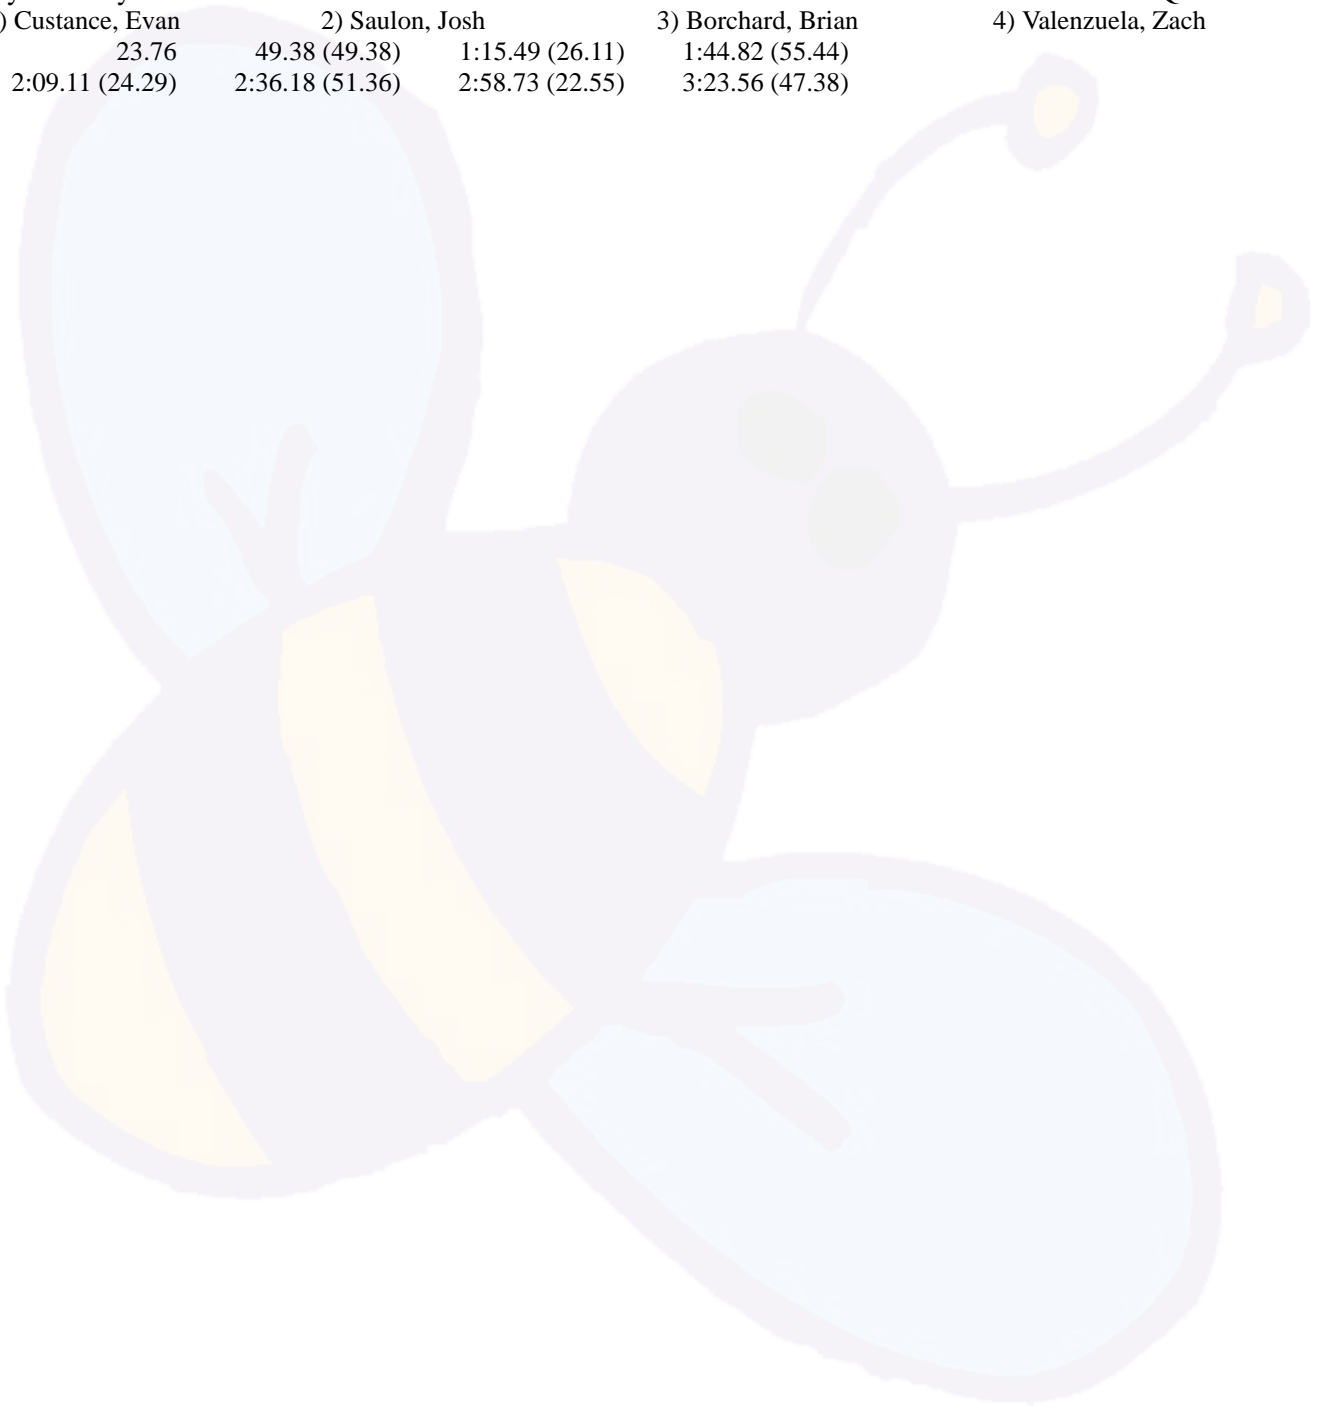 ) Custance, Evan 2) Saulon, Josh 3) Borchard, Brian 4) Valenzuela, Zach
23.76 49.38 (49.38) 1:15.49 (26.11) 1:44.82 (55.44)
2:09.11 (24.29) 2:36.18 (51.36) 2:58.73 (22.55) 3:23.56 (47.38)